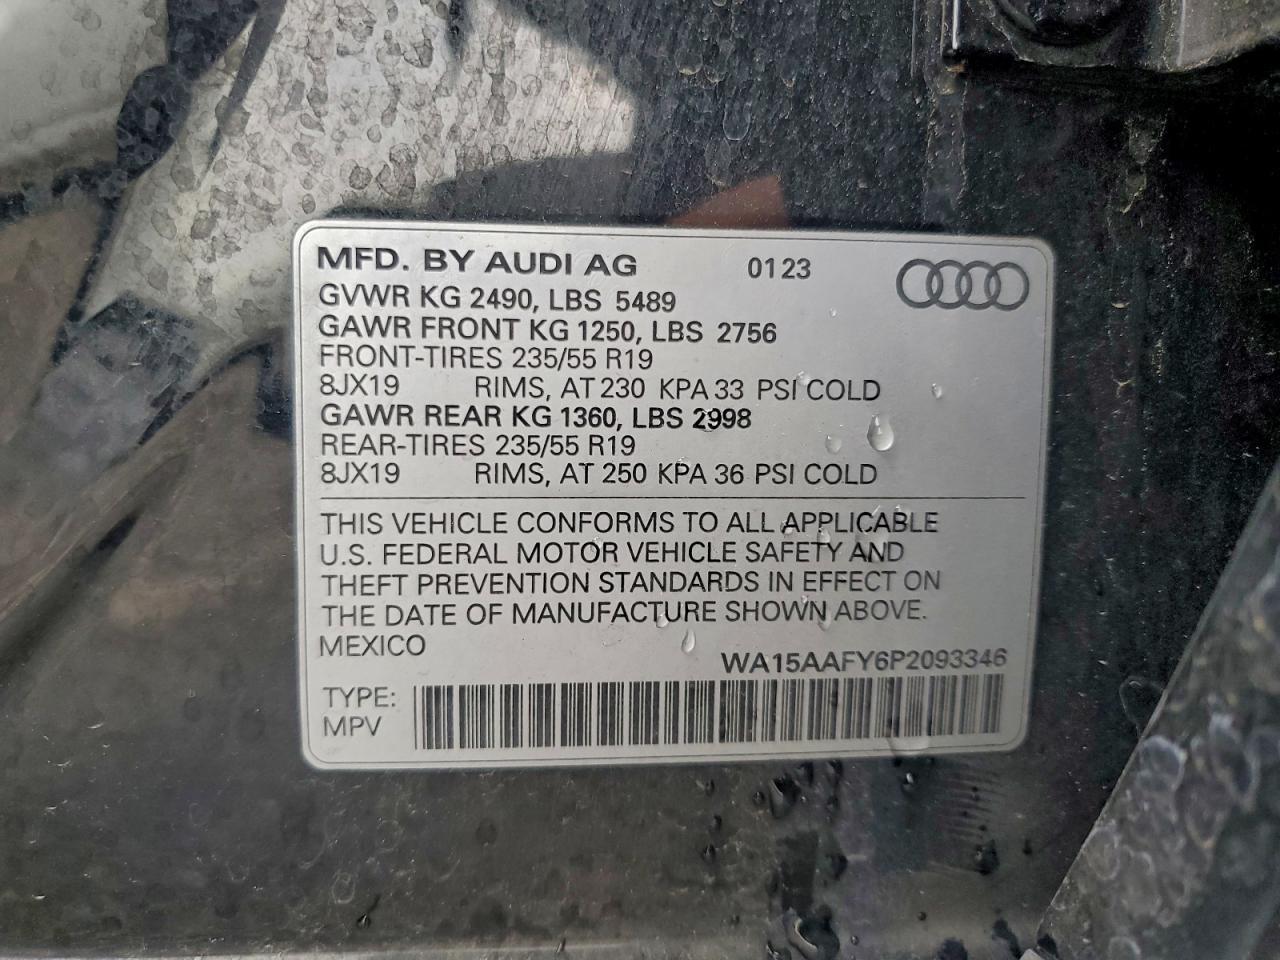 MFD. BY AUDI AG 0123
GVWR KG 2490, LBS 5489
GAWR FRONT KG 1250, LBS 2756
FRONT-TIRES 235/55 R19
8JX19 RIMS, AT 230 KPA 33 PSI COLD
GAWR REAR KG 1360, LBS 2998
REAR-TIRES 235/55 R19
8JX19 RIMS, AT 250 KPA 36 PSI COLD
THIS VEHICLE CONFORMS TO ALL APPLICABLE
U.S. FEDERAL MOTOR VEHICLE SAFETY AND
THEFT PREVENTION STANDARDS IN EFFECT ON
THE DATE OF MANUFACTURE SHOWN ABOVE.
MEXICO
WA15AAFY6P2093346
TYPE:
MPV